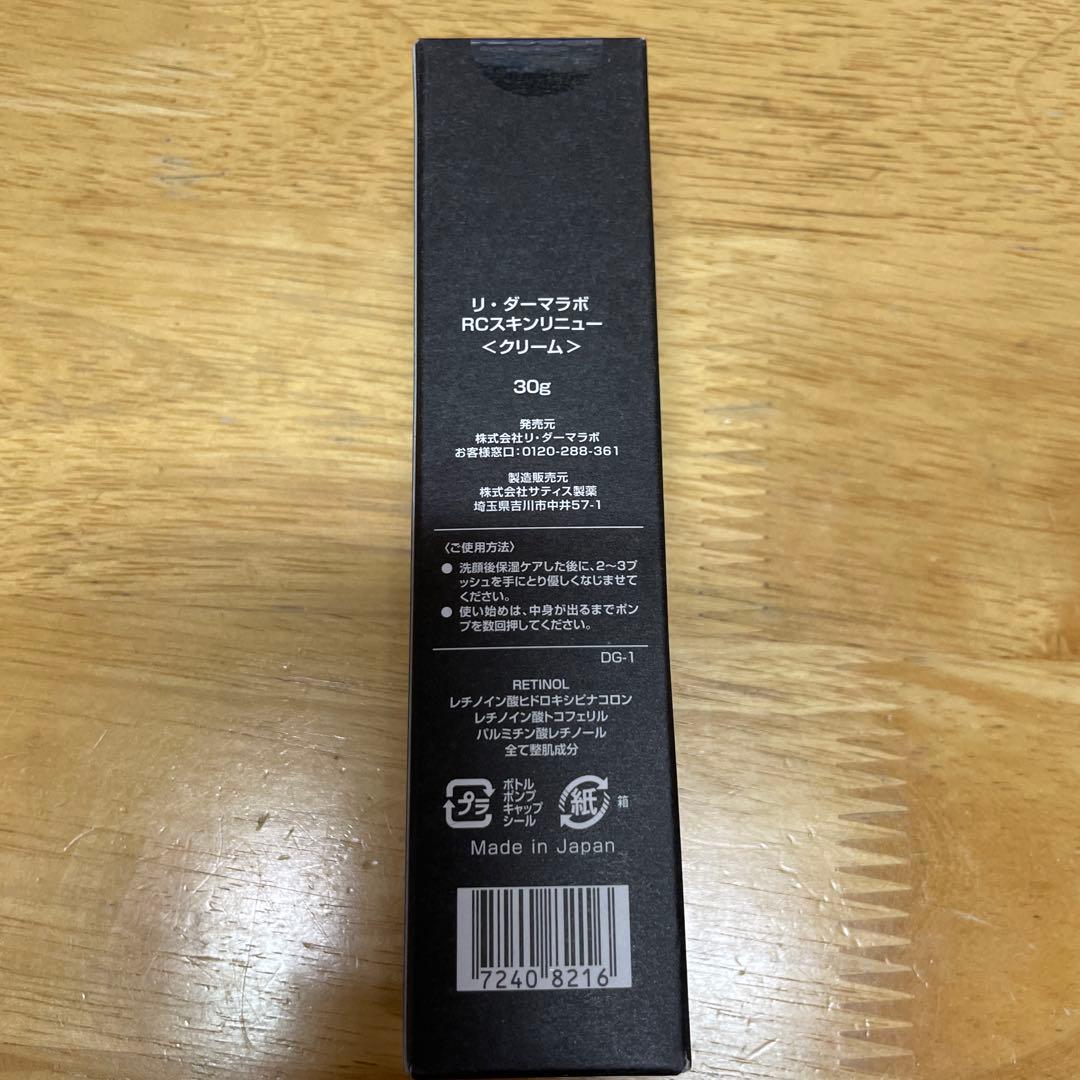 リ・ダーマラボ
RCスキンリニュー
＜クリーム＞
30g
発売元
株式会社リ・ダーマラボ
お客様窓口：0120-288-361
製造販売元
株式会社サティス製薬
埼玉県吉川市中井57-1
〈ご使用方法〉
● 洗顔後保湿ケアした後に、2〜3プ
ッシュを手にとり優しくなじませて
ください。
● 使い始めは、中身が出るまでポン
プを数回押してください。
DG-1
RETINOL
レチノイン酸ヒドロキシピナコロン
レチノイン酸トコフェリル
パルミチン酸レチノール
全て整肌成分
プラ
ボトル
ポンプ
キャップ
シール
紙
箱
Made in Japan
7240 8216